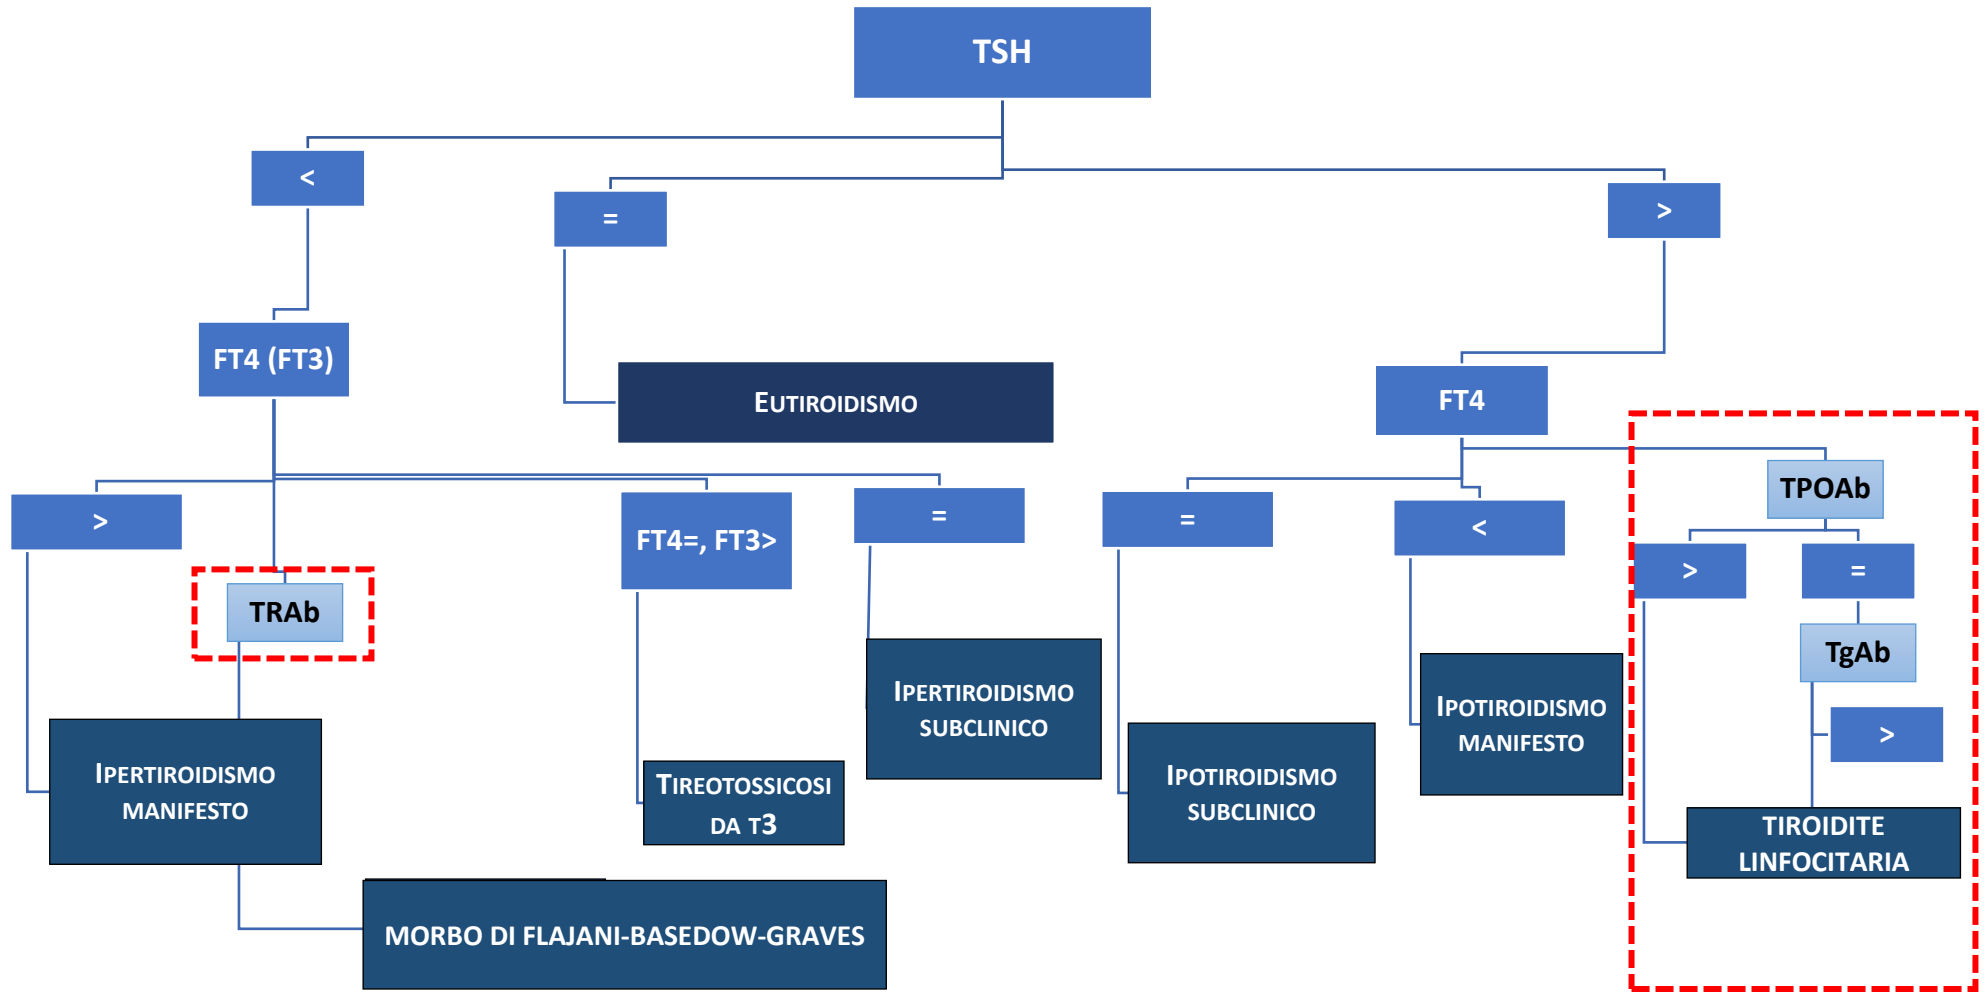 TSH
<
=
>
FT4 (FT3)
EUTIROIDISMO
FT4
>
TRAb
FT4=, FT3>
=
=
<
TPOAb
>
=
TgAb
>
IPERTIROIDISMO
MANIFESTO
TIREOTOSSICOSI
DA T3
IPERTIROIDISMO
SUBCLINICO
IPOTIROIDISMO
SUBCLINICO
IPOTIROIDISMO
MANIFESTO
TIROIDITE
LINFOCITARIA
MORBO DI FLAJANI-BASEDOW-GRAVES